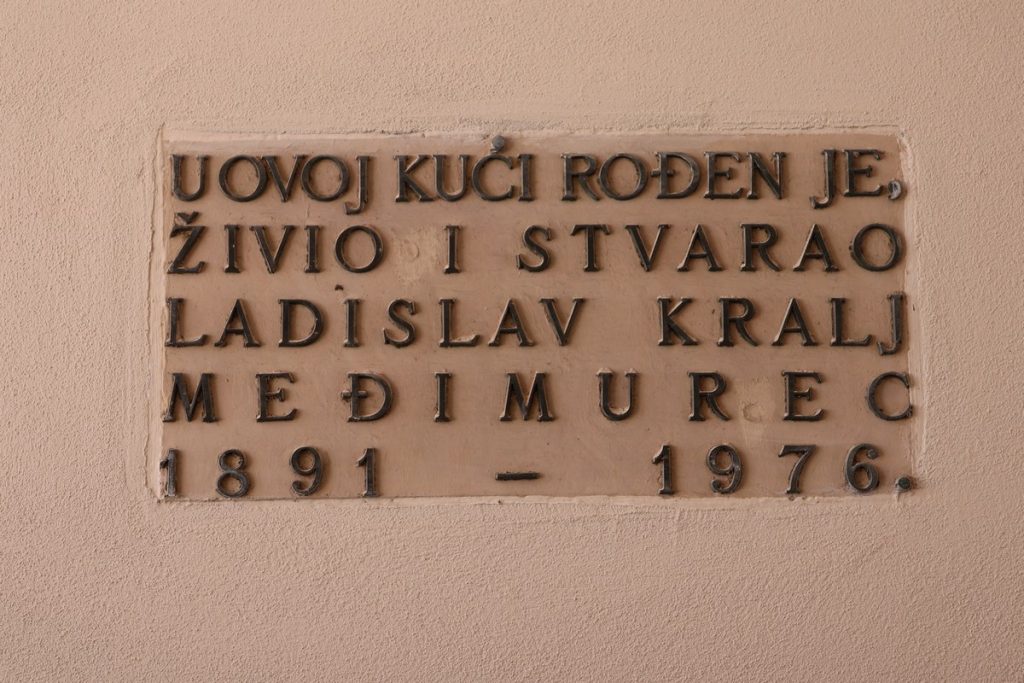 U OVOJ KUĆI ROĐEN JE,
ŽIVIO I STVARAO
LADISLAV KRALJ
MEĐIMUREC
1891 – 1976.